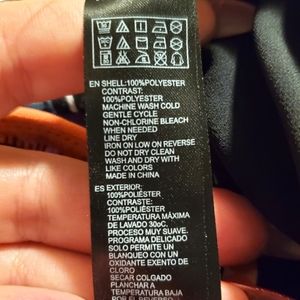 EN SHELL:100%POLYESTER
CONTRAST:
100%POLYESTER
MACHINE WASH COLD
GENTLE CYCLE
NON-CHLORINE BLEACH
WHEN NEEDED
LINE DRY
IRON ON LOW ON REVERSE
DO NOT DRY CLEAN
WASH AND DRY WITH
LIKE COLORS
MADE IN CHINA
ES EXTERIOR:
100%POLIÉSTER
CONTRASTE:
100%POLIÉSTER
TEMPERATURA MÁXIMA
DE LAVADO 30oC.
PROCESO MUY SUAVE.
PROGRAMA DELICADO
SOLO PERMITE UN
BLANQUEO CON UN
OXIDANTE EXENTO DE
CLORO
SECAR COLGADO
PLANCHAR A
TEMPERATURA BAJA
POR EL REVERSO